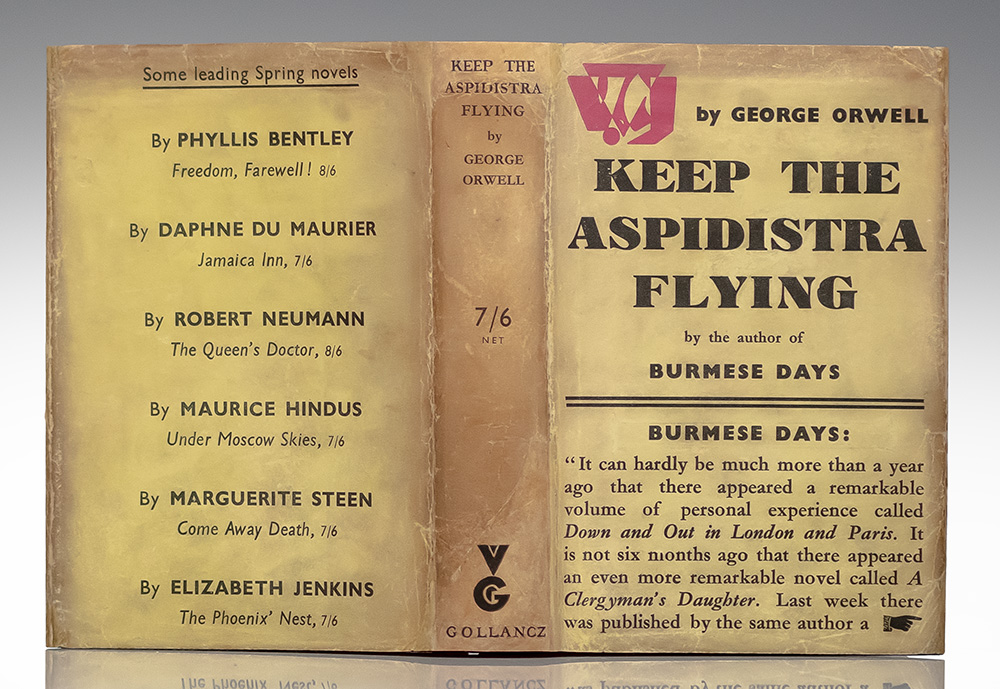 Some leading Spring novels
By PHYLLIS BENTLEY
Freedom, Farewell! 8/6
By DAPHNE DU MAURIER
Jamaica Inn, 7/6
By ROBERT NEUMANN
The Queen's Doctor, 8/6
By MAURICE HINDUS
Under Moscow Skies, 7/6
By MARGUERITE STEEN
Come Away Death, 7/6
By ELIZABETH JENKINS
The Phoenix' Nest, 7/6
KEEP THE
ASPIDISTRA
FLYING
by
GEORGE
ORWELL
7/6
NET
VG
GOLLANCZ
VG
by GEORGE ORWELL
KEEP THE
ASPIDISTRA
FLYING
by the author of
BURMESE DAYS
BURMESE DAYS:
"It can hardly be much more than a year
ago that there appeared a remarkable
volume of personal experience called
Down and Out in London and Paris. It
is not six months ago that there appeared
an even more remarkable novel called A
Clergyman's Daughter. Last week there
was published by the same author a